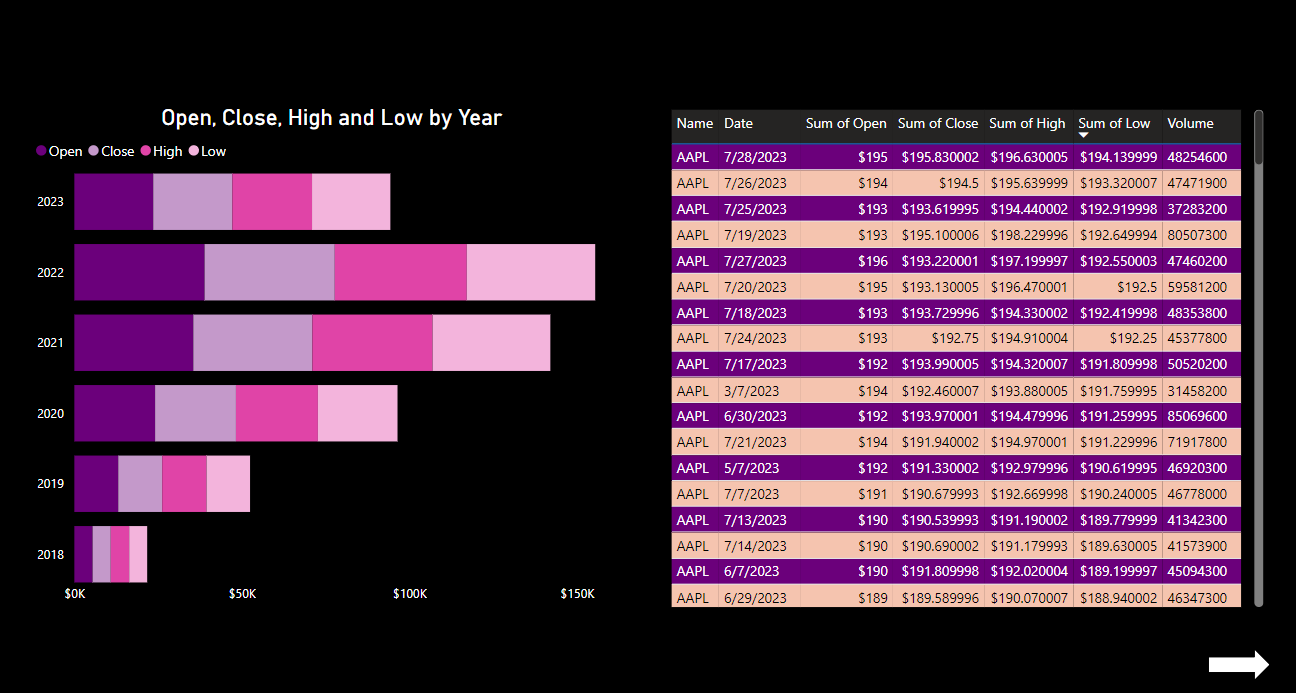 Open, Close, High and Low by Year
Open Close High Low
2023
2022
2021
2020
2019
2018
$0K $50K $100K $150K
Name Date Sum of Open Sum of Close Sum of High Sum of Low Volume
AAPL 7/28/2023 $195 $195.830002 $196.630005 $194.139999 48254600
AAPL 7/26/2023 $194 $194.5 $195.639999 $193.320007 47471900
AAPL 7/25/2023 $193 $193.619995 $194.440002 $192.919998 37283200
AAPL 7/19/2023 $193 $195.100006 $198.229996 $192.649994 80507300
AAPL 7/27/2023 $196 $193.220001 $197.199997 $192.550003 47460200
AAPL 7/20/2023 $195 $193.130005 $196.470001 $192.5 59581200
AAPL 7/18/2023 $193 $193.729996 $194.330002 $192.419998 48353800
AAPL 7/24/2023 $193 $192.75 $194.910004 $192.25 45377800
AAPL 7/17/2023 $192 $193.990005 $194.320007 $191.809998 50520200
AAPL 3/7/2023 $194 $192.460007 $193.880005 $191.759995 31458200
AAPL 6/30/2023 $192 $193.970001 $194.479996 $191.259995 85069600
AAPL 7/21/2023 $194 $191.940002 $194.970001 $191.229996 71917800
AAPL 5/7/2023 $192 $191.330002 $192.979996 $190.619995 46920300
AAPL 7/7/2023 $191 $190.679993 $192.669998 $190.240005 46778000
AAPL 7/13/2023 $190 $190.539993 $191.190002 $189.779999 41342300
AAPL 7/14/2023 $190 $190.690002 $191.179993 $189.630005 41573900
AAPL 6/7/2023 $190 $191.809998 $192.020004 $189.199997 45094300
AAPL 6/29/2023 $189 $189.589996 $190.070007 $188.940002 46347300